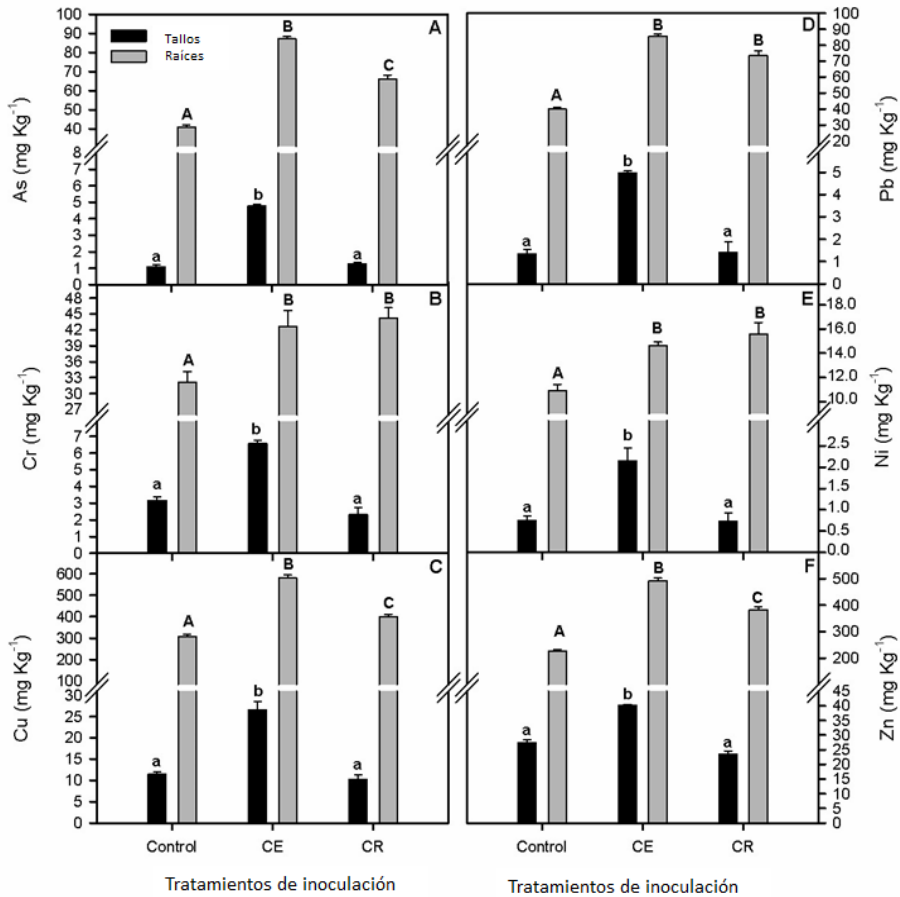 A
Tallos
Raíces
As (mg Kg-1)
100
90
80
70
60
50
40
8
7
6
5
4
3
2
1
0
A
B
C
a
b
a
D
Pb (mg Kg-1)
100
90
80
70
60
50
40
30
20
5
4
3
2
1
0
A
B
B
a
b
a
B
Cr (mg Kg-1)
48
45
42
39
36
33
30
27
7
6
5
4
3
2
1
0
A
B
B
a
b
a
E
Ni (mg Kg-1)
18.0
16.0
14.0
12.0
10.0
2.5
2.0
1.5
1.0
0.5
0.0
A
B
B
a
b
a
C
Cu (mg Kg-1)
600
500
400
300
200
100
30
25
20
15
10
5
0
A
B
C
a
b
a
F
Zn (mg Kg-1)
500
400
300
200
45
40
35
30
25
20
15
10
5
0
A
B
C
a
b
a
Control CE CR
Control CE CR
Tratamientos de inoculación
Tratamientos de inoculación